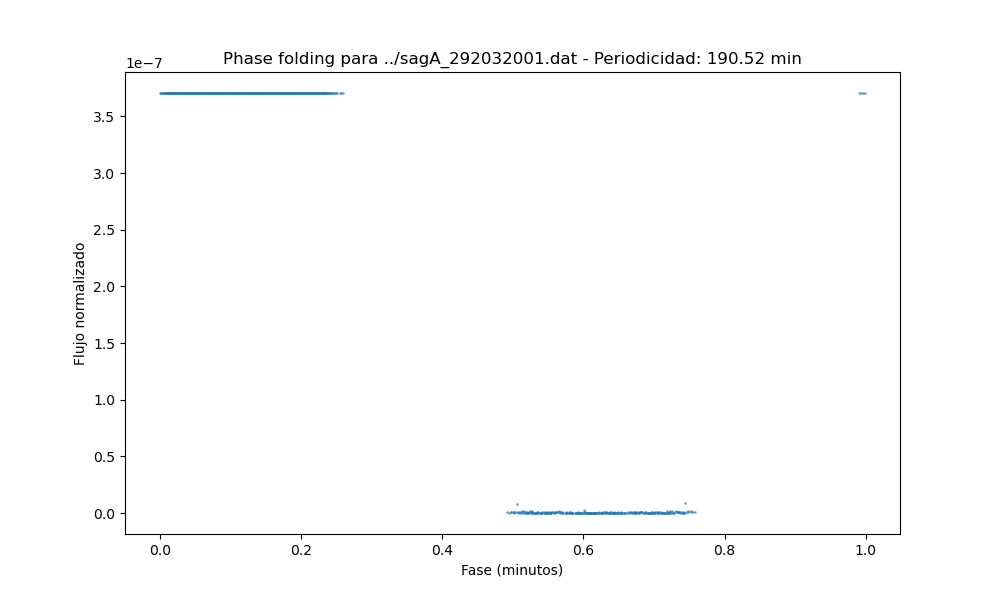 Phase folding para ../sagA_292032001.dat - Periodicidad: 190.52 min
1e−7
3.5
3.0
2.5
2.0
1.5
1.0
0.5
0.0
Flujo normalizado
0.0 0.2 0.4 0.6 0.8 1.0
Fase (minutos)